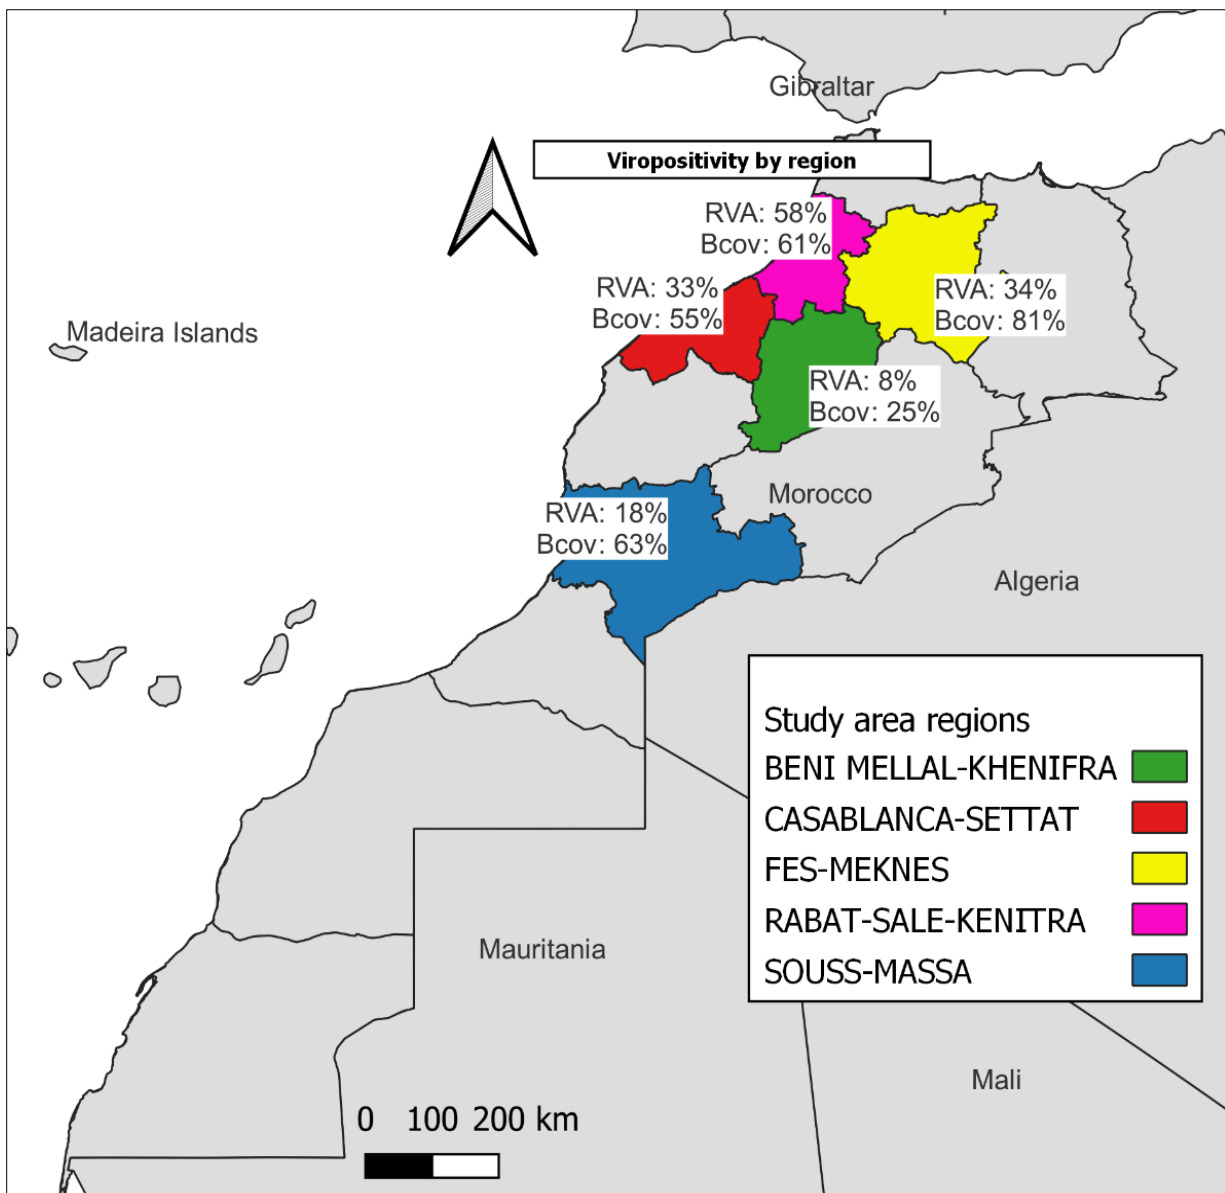 Gibraltar
Viropositivity by region
RVA: 58%
Bcov: 61%
RVA: 33%
Bcov: 55%
RVA: 34%
Bcov: 81%
Madeira Islands
RVA: 8%
Bcov: 25%
Morocco
RVA: 18%
Bcov: 63%
Algeria
Study area regions
BENI MELLAL-KHENIFRA
CASABLANCA-SETTAT
FES-MEKNES
RABAT-SALE-KENITRA
SOUSS-MASSA
Mauritania
Mali
0 100 200 km